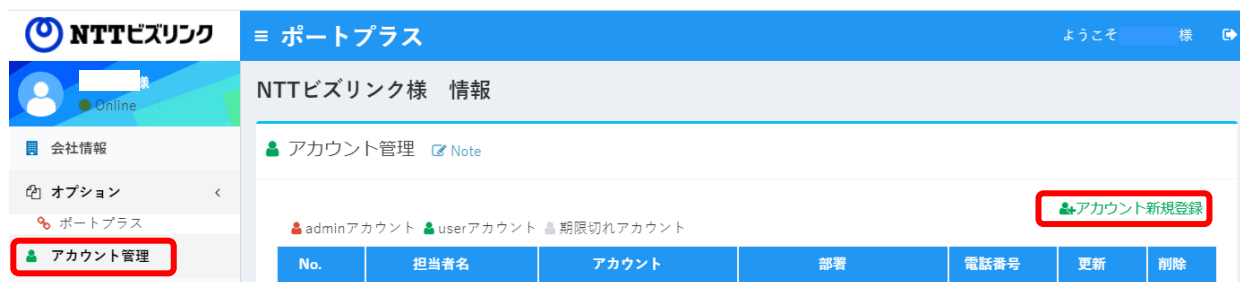 NTTビズリンク
≡ ポートプラス
ようこそ 様
様
Online
NTTビズリンク様 情報
会社情報
アカウント管理 Note
オプション <
ポートプラス
アカウント新規登録
adminアカウント userアカウント 期限切れアカウント
アカウント管理
No. 担当者名 アカウント 部署 電話番号 更新 削除